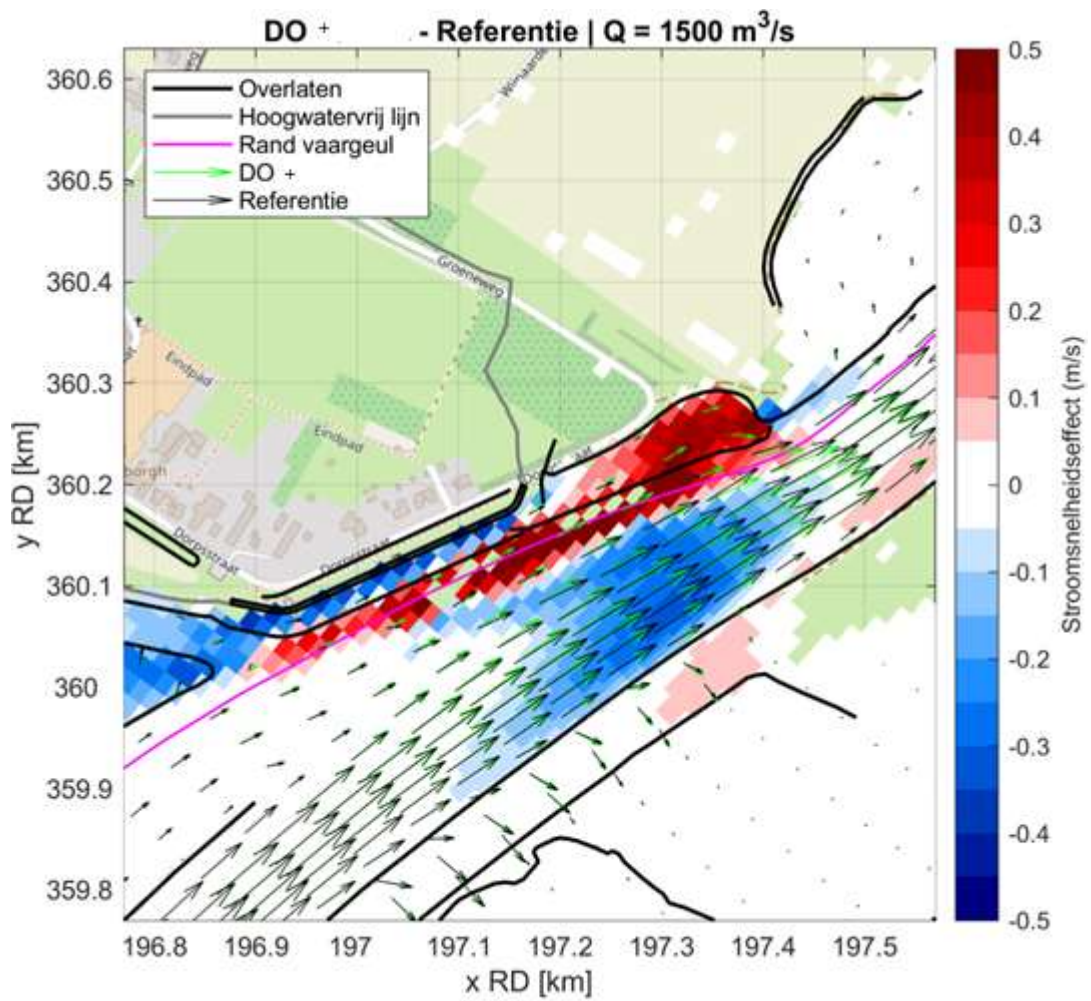 DO + - Referentie | Q = 1500 m³/s
Overlaten
Hoogwatervrij lijn
Rand vaargeul
DO +
Referentie
360.6
360.5
360.4
360.3
360.2
360.1
360
359.9
359.8
y RD [km]
196.8 196.9 197 197.1 197.2 197.3 197.4 197.5
x RD [km]
0.5
0.4
0.3
0.2
0.1
0
-0.1
-0.2
-0.3
-0.4
-0.5
Stroomsnelheidseffect (m/s)
Groeneweg
Eindpad
Eindpad
borgh
Dorpsstraat
Dorpsstraat